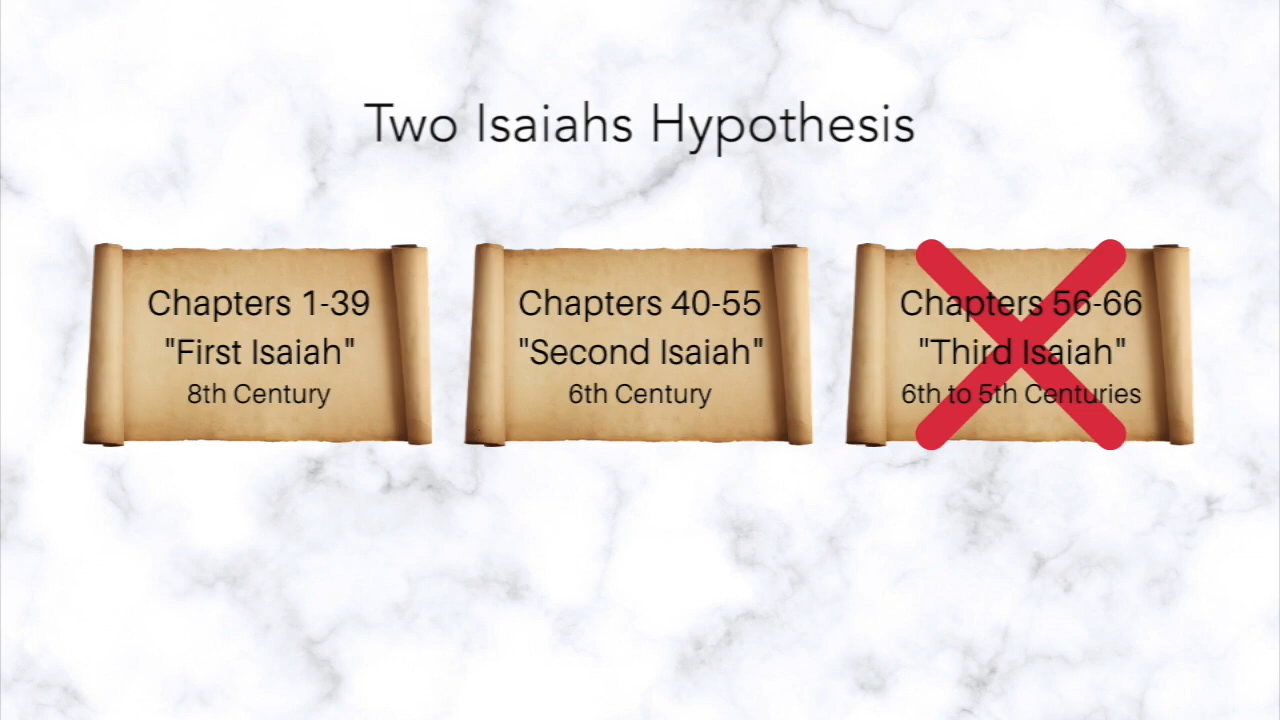 Two Isaiahs Hypothesis
Chapters 1-39
"First Isaiah"
8th Century
Chapters 40-55
"Second Isaiah"
6th Century
Chapters 56-66
"Third Isaiah"
6th to 5th Centuries